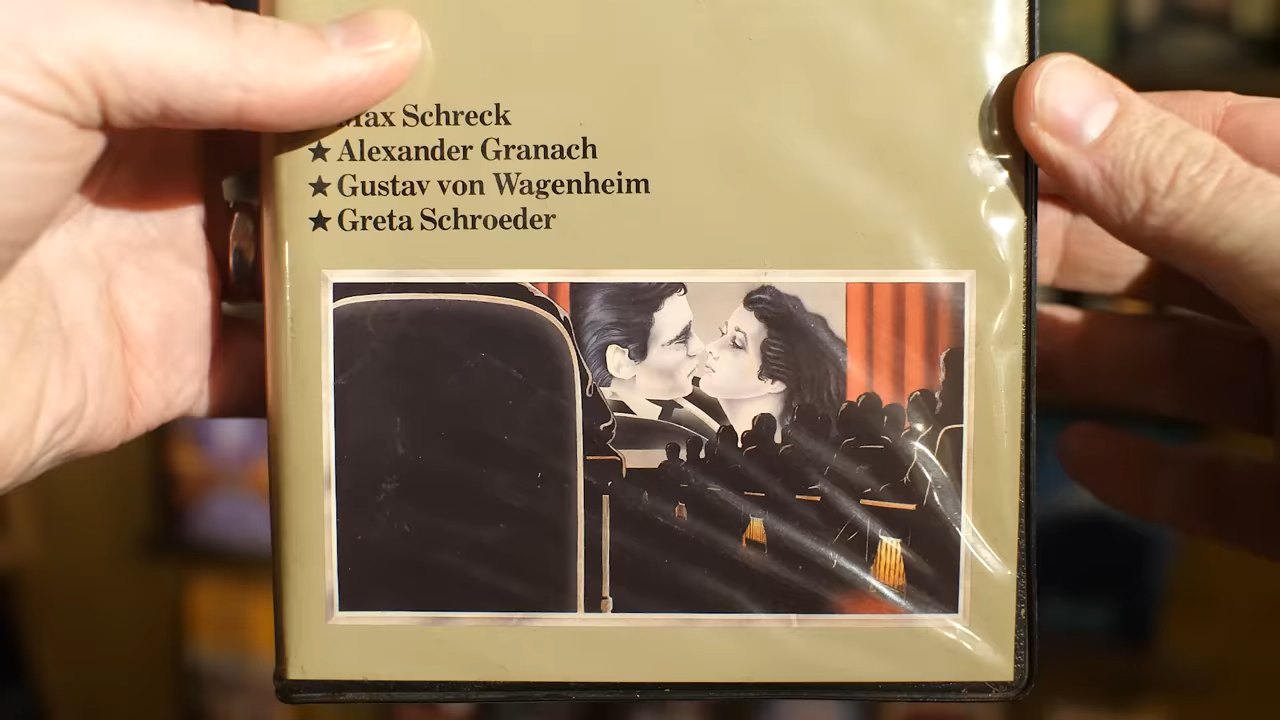 Max Schreck
★ Alexander Granach
★ Gustav von Wagenheim
★ Greta Schroeder